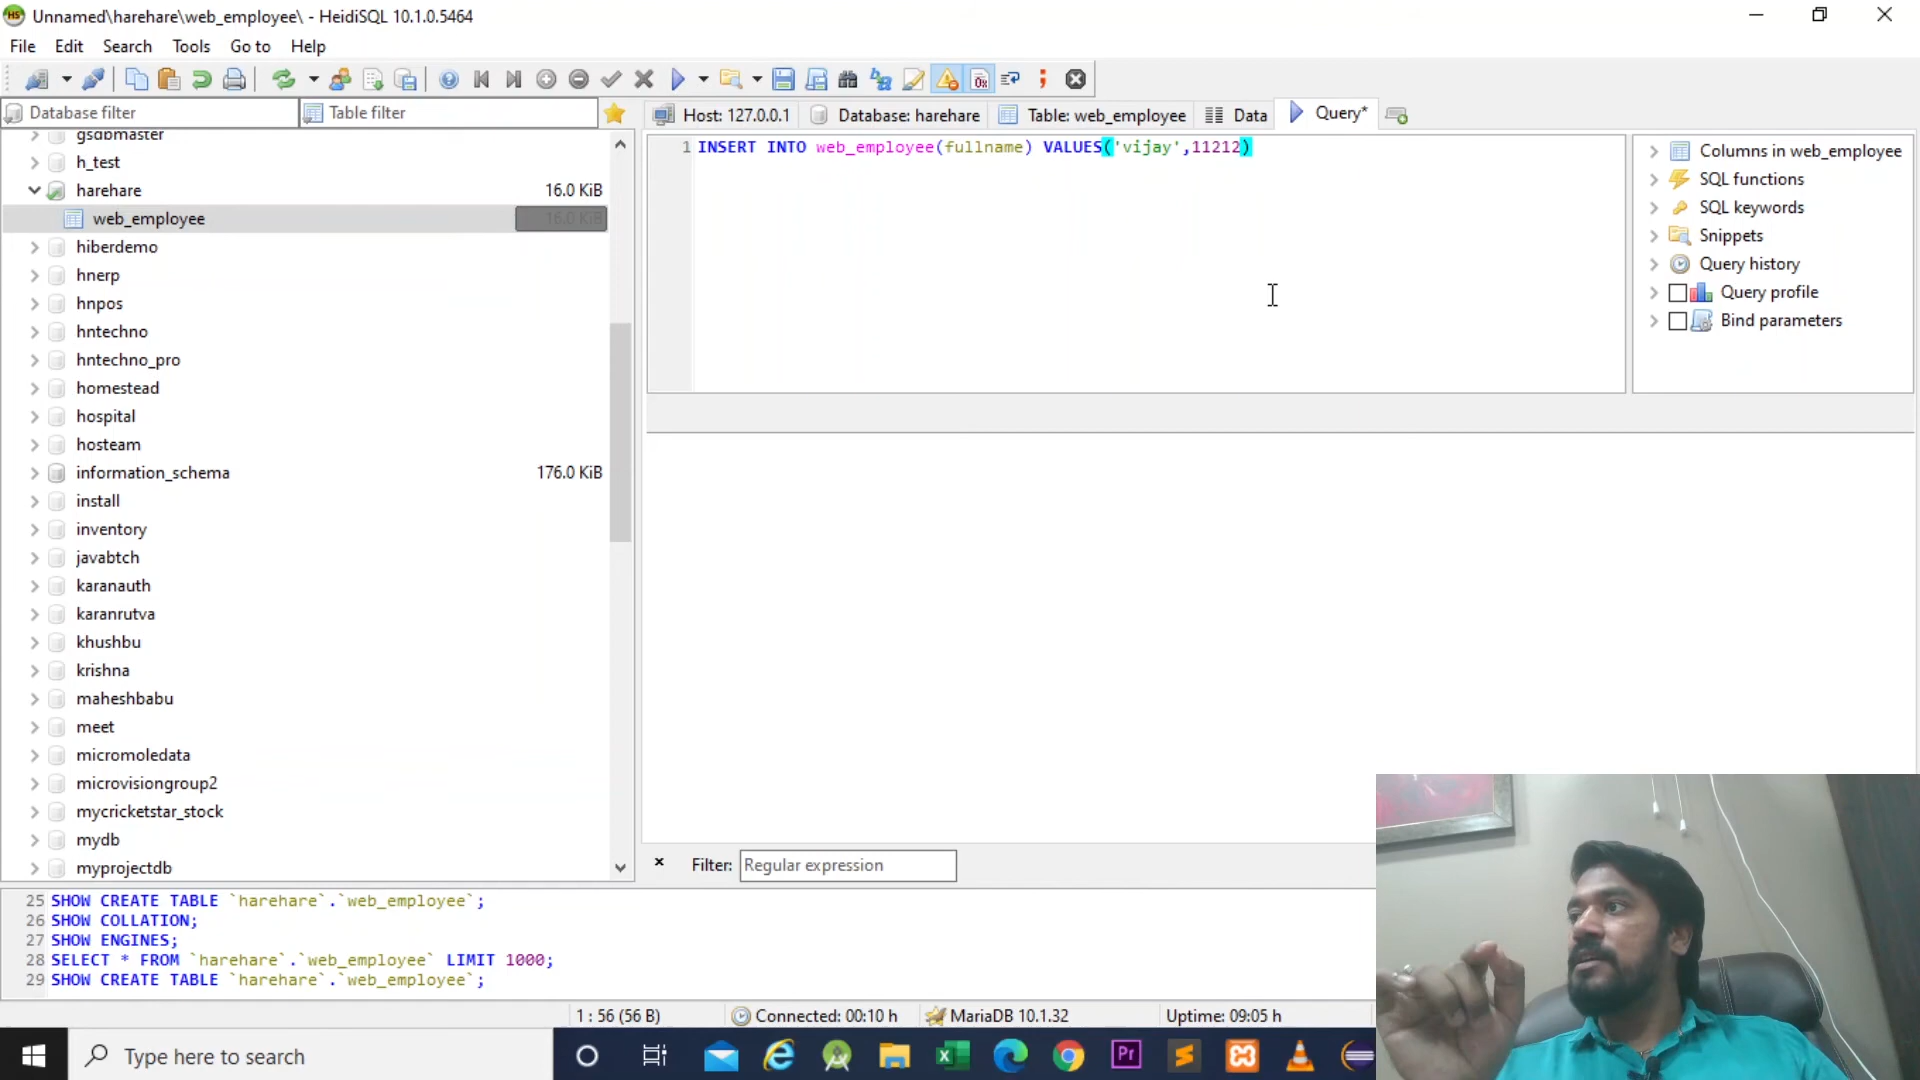 Unnamed\harehare\web_employee\ - HeidiSQL 10.1.0.5464
File Edit Search Tools Go to Help
Database filter Table filter
Host: 127.0.0.1 Database: harehare Table: web_employee Data Query*
gsdbmaster
h_test
harehare 16.0 KiB
web_employee 16.0 KiB
hiberdemo
hnerp
hnpos
hntechno
hntechno_pro
homestead
hospital
hosteam
information_schema 176.0 KiB
install
inventory
javabtch
karanauth
karanrutva
khushbu
krishna
maheshbabu
meet
micromoledata
microvisiongroup2
mycricketstar_stock
mydb
myprojectdb
1 INSERT INTO web_employee(fullname) VALUES('vijay',11212)
Columns in web_employee
SQL functions
SQL keywords
Snippets
Query history
Query profile
Bind parameters
Filter: Regular expression
25 SHOW CREATE TABLE `harehare`.`web_employee`;
26 SHOW COLLATION;
27 SHOW ENGINES;
28 SELECT * FROM `harehare`.`web_employee` LIMIT 1000;
29 SHOW CREATE TABLE `harehare`.`web_employee`;
1 : 56 (56 B) Connected: 00:10 h MariaDB 10.1.32 Uptime: 09:05 h
Type here to search
Pr